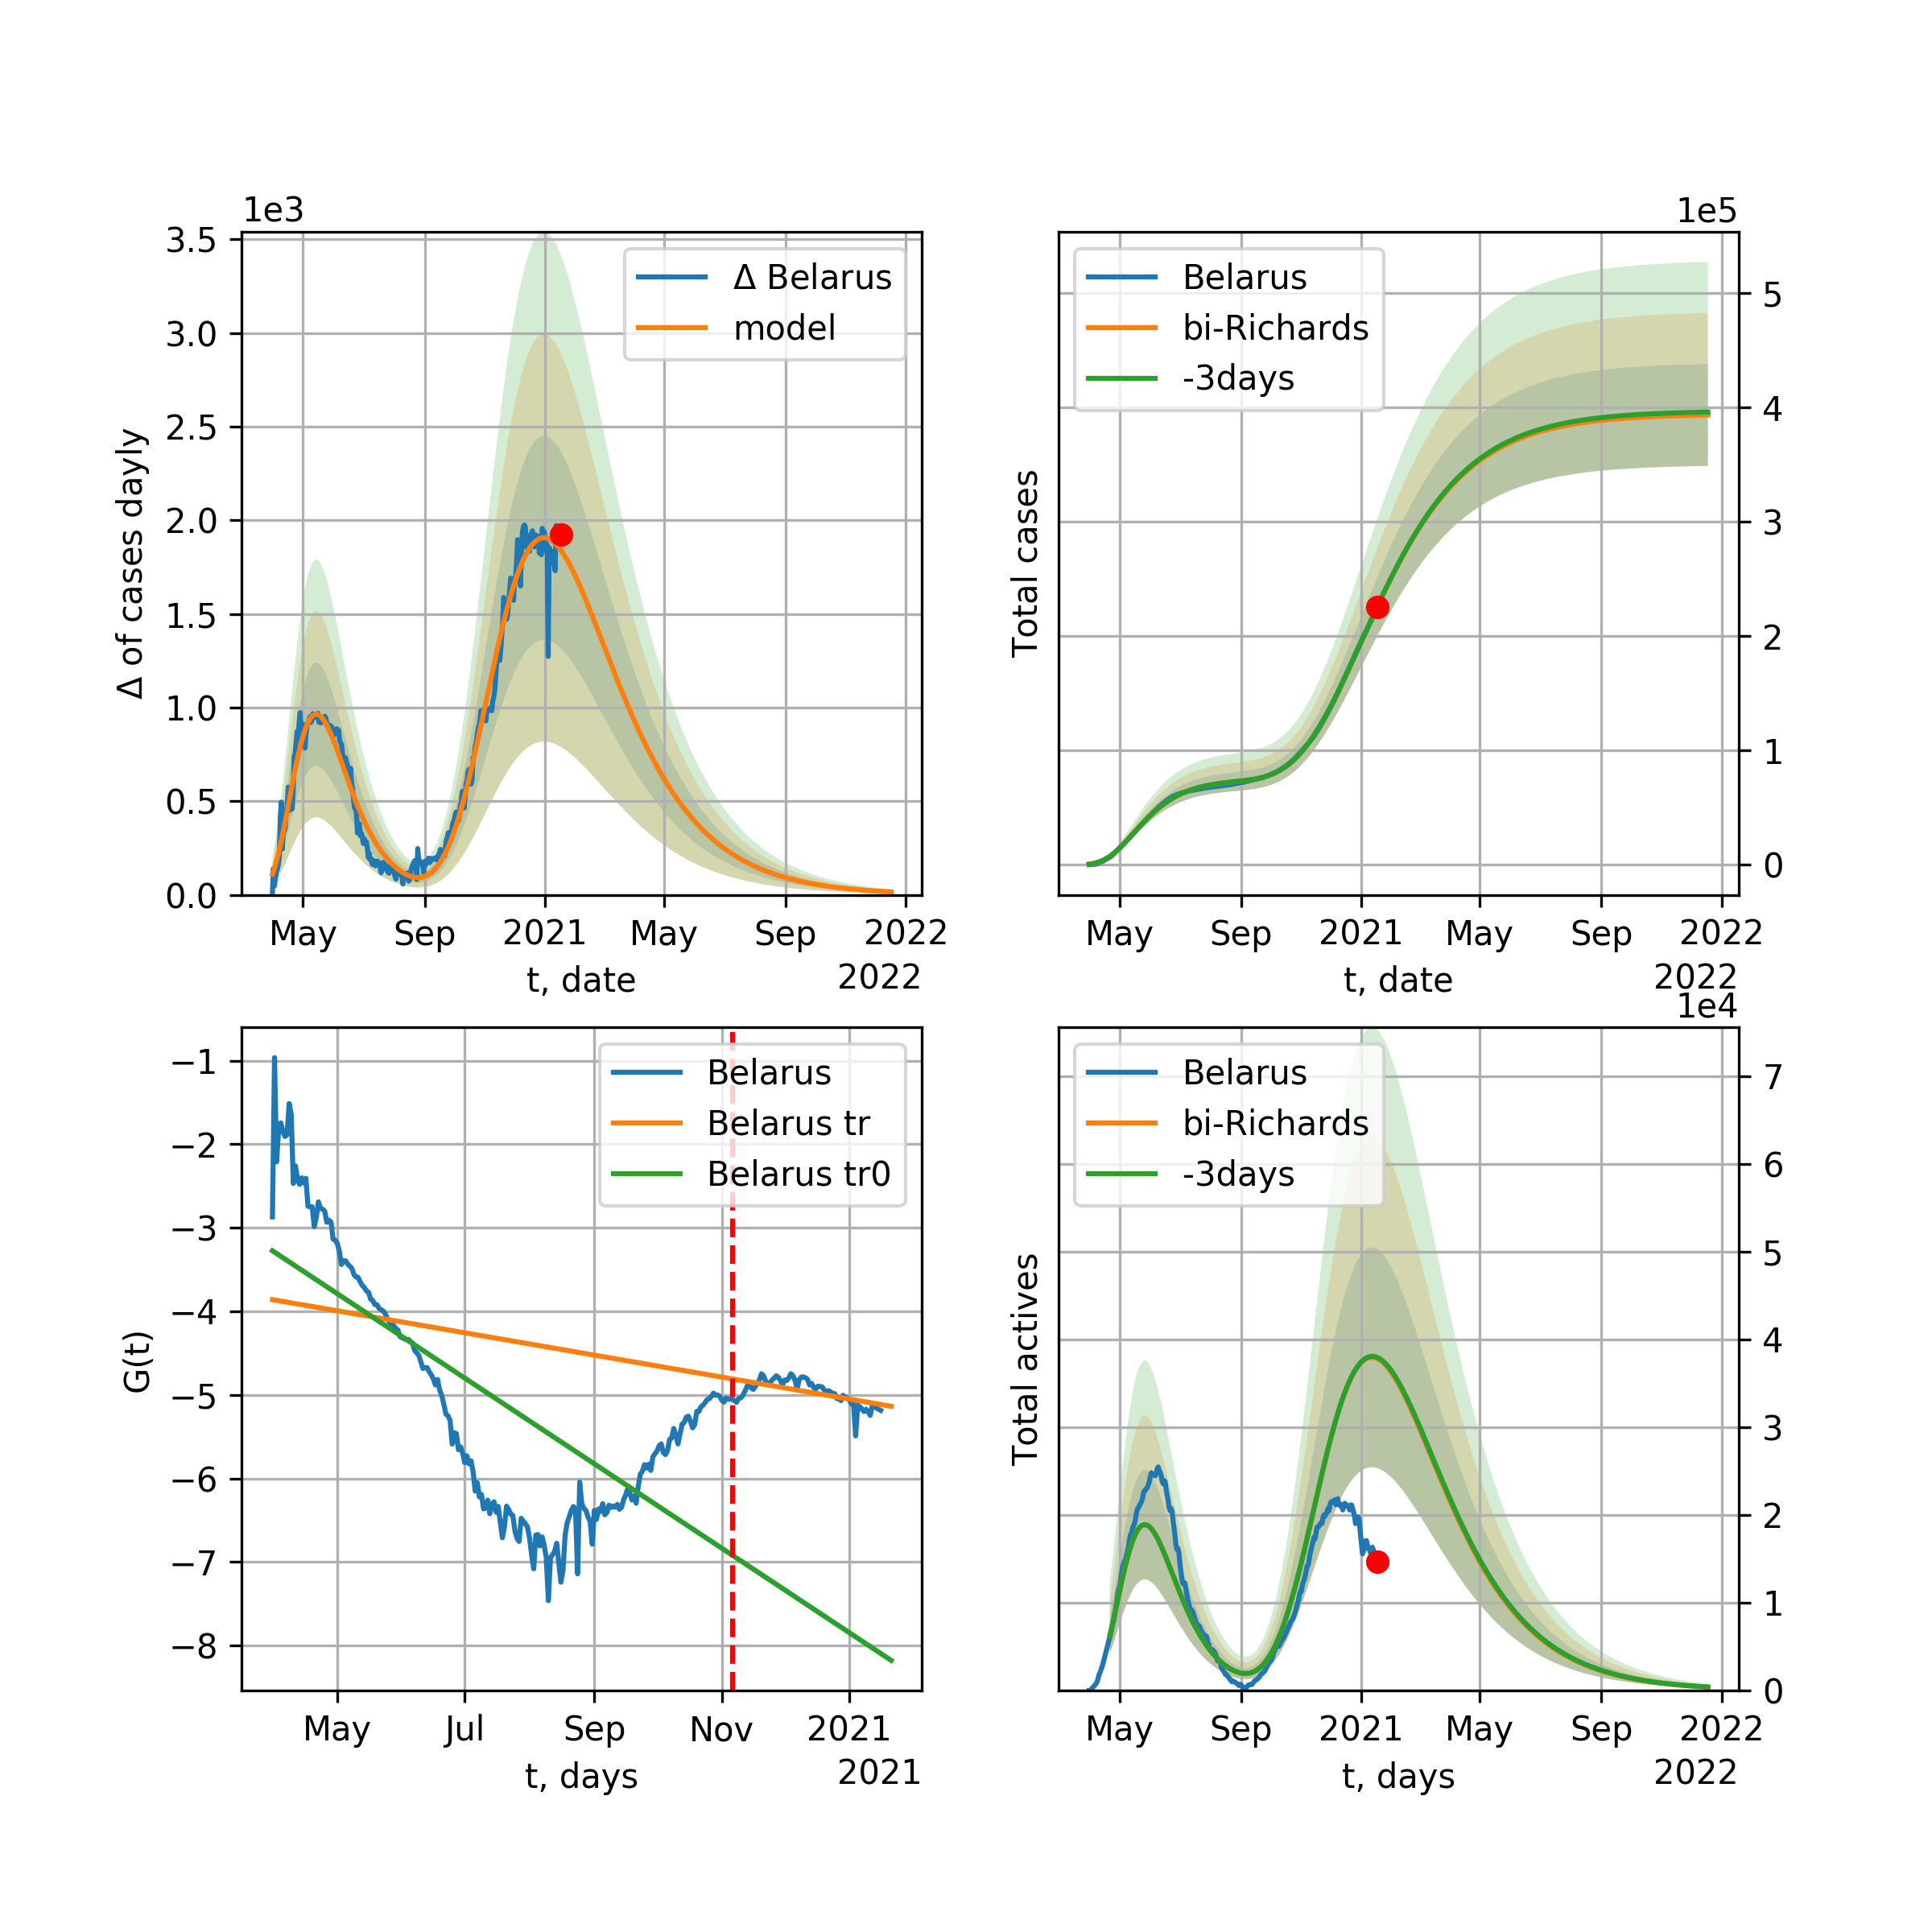 1e3
3.5
3.0
2.5
2.0
1.5
1.0
0.5
0.0
Δ of cases dayly
Δ Belarus
model
May Sep 2021 May Sep 2022
t, date
2022
1e5
Belarus
bi-Richards
-3days
Total cases
5
4
3
2
1
0
May Sep 2021 May Sep 2022
t, date
2022
−1
−2
−3
−4
−5
−6
−7
−8
G(t)
Belarus
Belarus tr
Belarus tr0
May Jul Sep Nov 2021
t, days
2021
1e4
Belarus
bi-Richards
-3days
Total actives
7
6
5
4
3
2
1
0
May Sep 2021 May Sep 2022
t, days
2022